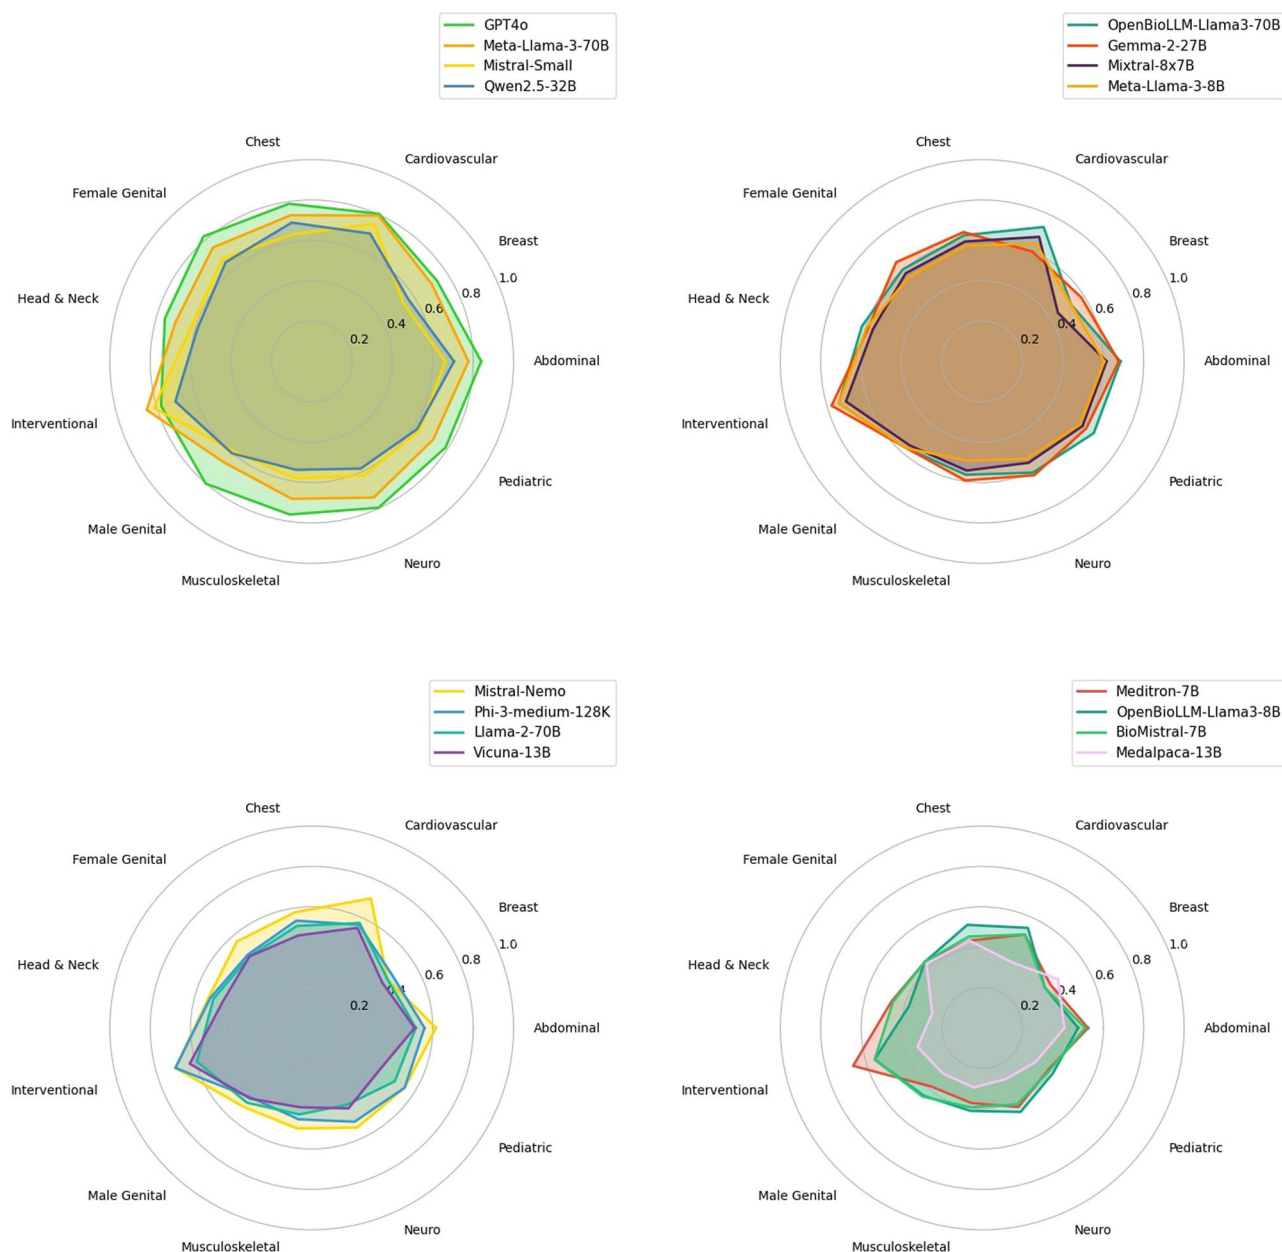 GPT4o
Meta-Llama-3-70B
Mistral-Small
Qwen2.5-32B
Chest
Cardiovascular
Female Genital
Breast
1.0
0.8
0.6
0.4
0.2
Head & Neck
Abdominal
Interventional
Pediatric
Male Genital
Neuro
Musculoskeletal
OpenBioLLM-Llama3-70B
Gemma-2-27B
Mixtral-8x7B
Meta-Llama-3-8B
Chest
Cardiovascular
Female Genital
Breast
1.0
0.8
0.6
0.4
0.2
Head & Neck
Abdominal
Interventional
Pediatric
Male Genital
Neuro
Musculoskeletal
Mistral-Nemo
Phi-3-medium-128K
Llama-2-70B
Vicuna-13B
Chest
Cardiovascular
Female Genital
Breast
1.0
0.8
0.6
0.4
0.2
Head & Neck
Abdominal
Interventional
Pediatric
Male Genital
Neuro
Musculoskeletal
Meditron-7B
OpenBioLLM-Llama3-8B
BioMistral-7B
Medalpaca-13B
Chest
Cardiovascular
Female Genital
Breast
1.0
0.8
0.6
0.4
0.2
Head & Neck
Abdominal
Interventional
Pediatric
Male Genital
Neuro
Musculoskeletal